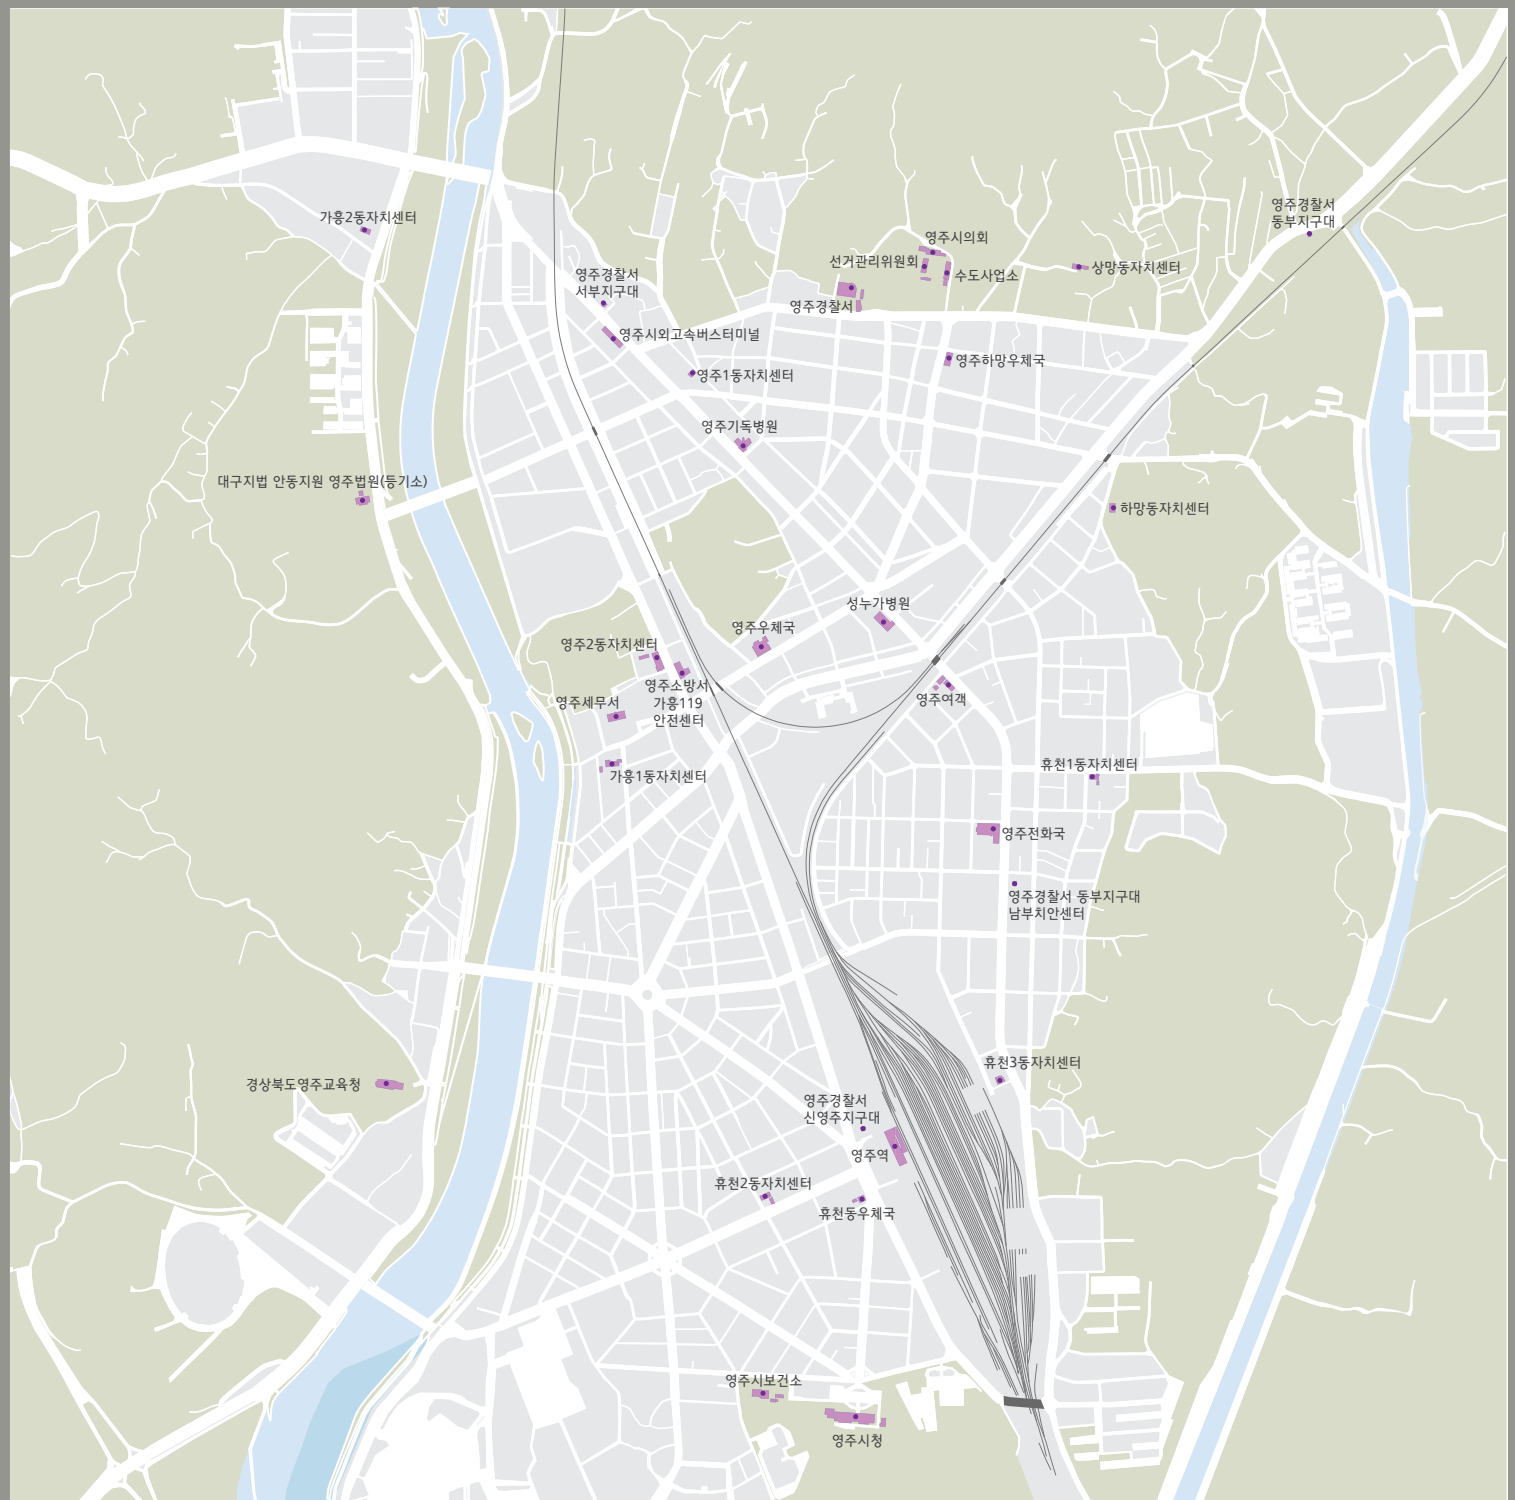 영주경찰서
동부지구대
가흥2동자치센터
영주시의회
선거관리위원회
수도사업소
상망동자치센터
영주경찰서
서부지구대
영주경찰서
영주시외고속버스터미널
영주하망우체국
영주1동자치센터
영주기독병원
대구지법 안동지원 영주법원(등기소)
하망동자치센터
성누가병원
영주우체국
영주2동자치센터
영주소방서
가흥119
안전센터
영주세무서
영주여객
휴천1동자치센터
가흥1동자치센터
영주전화국
영주경찰서 동부지구대
남부치안센터
휴천3동자치센터
경상북도영주교육청
영주경찰서
신영주지구대
영주역
휴천2동자치센터
휴천동우체국
영주시보건소
영주시청